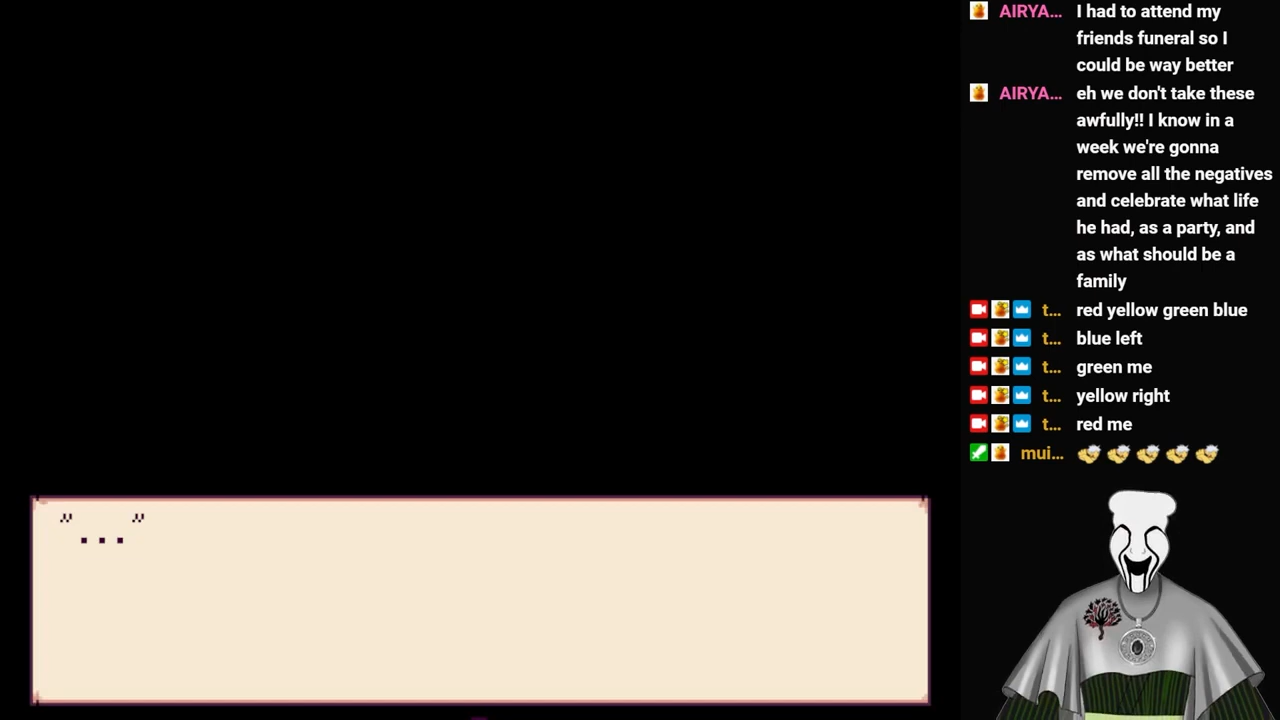 "..."
AIRYA... I had to attend my
friends funeral so I
could be way better
AIRYA... eh we don't take these
awfully!! I know in a
week we're gonna
remove all the negatives
and celebrate what life
he had, as a party, and
as what should be a
family
t... red yellow green blue
t... blue left
t... green me
t... yellow right
t... red me
mui...